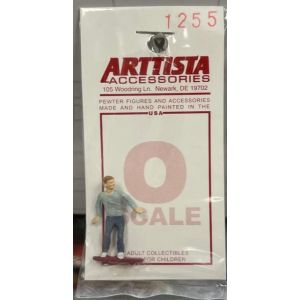 1255
ARTTISTA
ACCESSORIES
105 Woodring Ln. Newark, DE 19702
PEWTER FIGURES AND ACCESSORIES
MADE AND HAND PAINTED IN THE
USA
O
SCALE
ADULT COLLECTIBLES
FOR CHILDREN